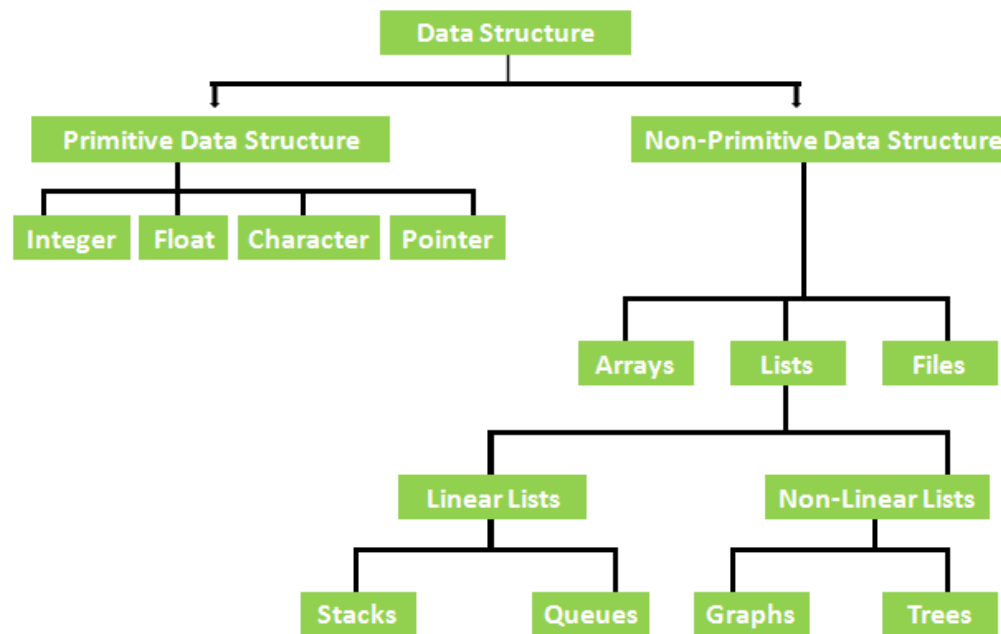 Data Structure
Primitive Data Structure
Non-Primitive Data Structure
Integer
Float
Character
Pointer
Arrays
Lists
Files
Linear Lists
Non-Linear Lists
Stacks
Queues
Graphs
Trees